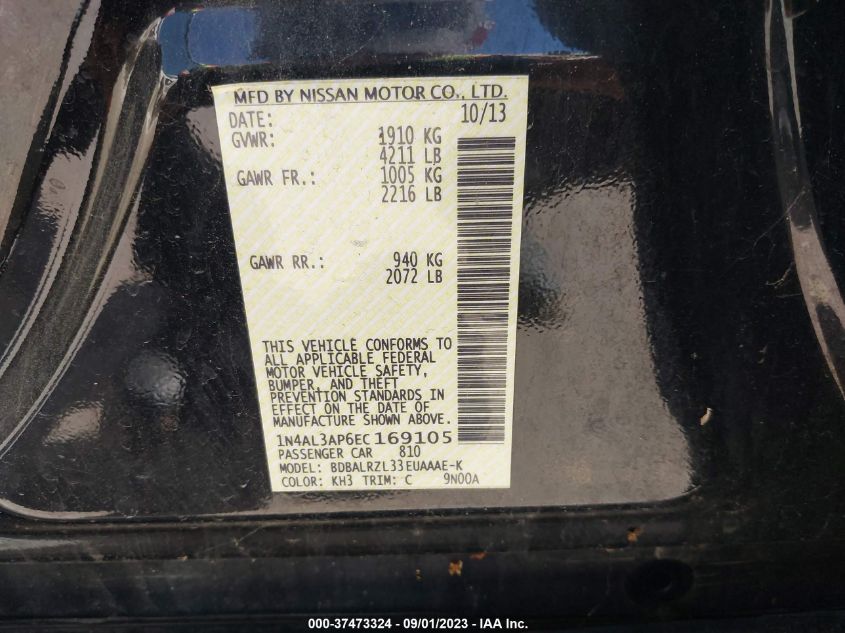 MFD BY NISSAN MOTOR CO., LTD.
DATE: 10/13
GVWR: 1910 KG
4211 LB
GAWR FR.: 1005 KG
2216 LB
GAWR RR.: 940 KG
2072 LB
THIS VEHICLE CONFORMS TO
ALL APPLICABLE FEDERAL
MOTOR VEHICLE SAFETY,
BUMPER, AND THEFT
PREVENTION STANDARDS IN
EFFECT ON THE DATE OF
MANUFACTURE SHOWN ABOVE.
1N4AL3AP6EC169105
PASSENGER CAR 810
MODEL: BDBALRZL33EUAAAE-K
COLOR: KH3 TRIM: C 9N00A
000-37473324 - 09/01/2023 - IAA Inc.